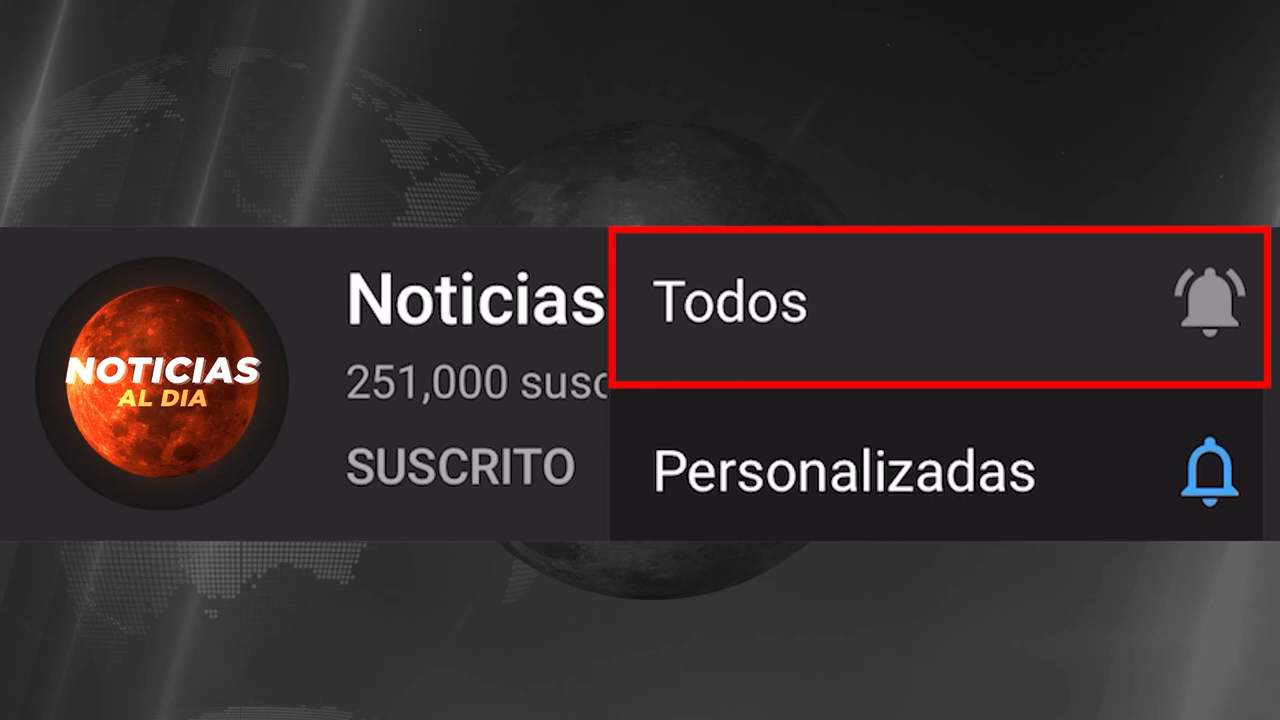 NOTICIAS
AL DIA
Noticias
251,000 susc
SUSCRITO
Todos
Personalizadas